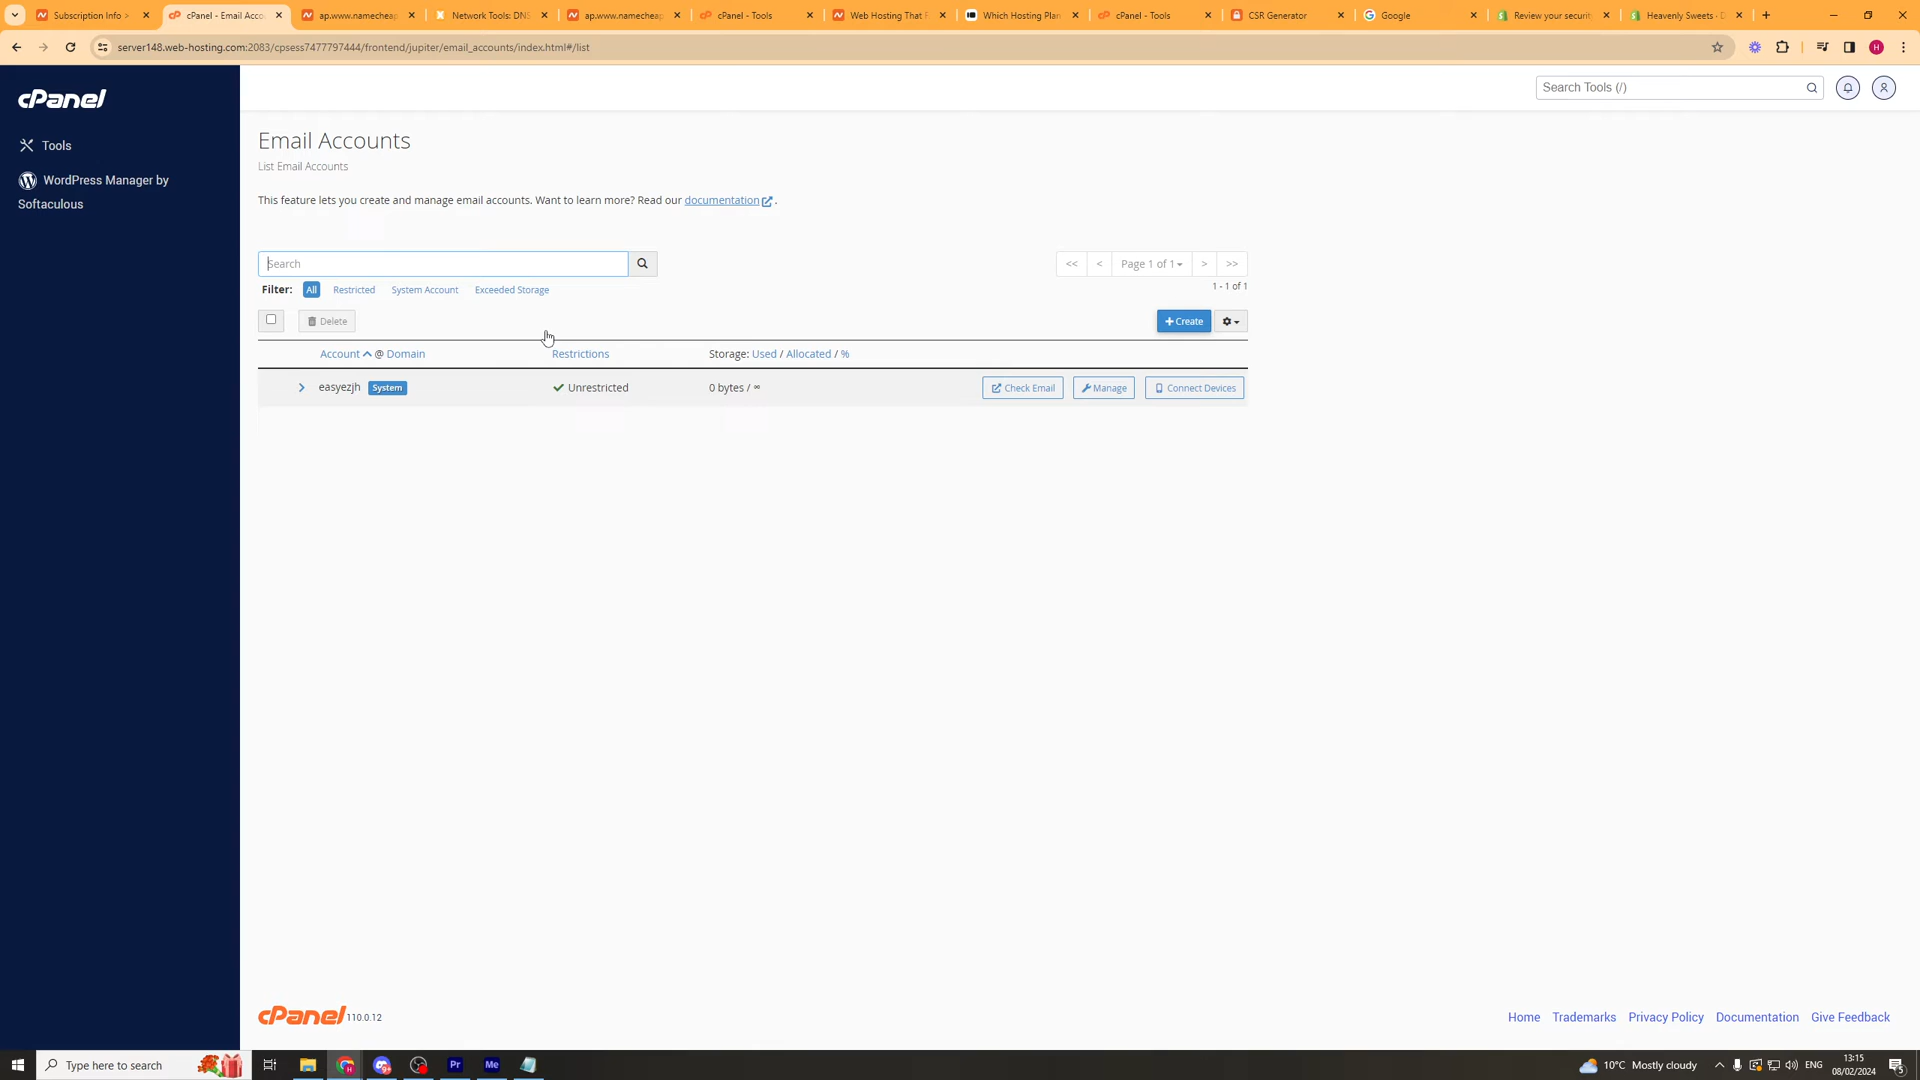 Subscription Info >
cPanel - Email Acco
ap.www.namecheap
Network Tools: DNS
ap.www.namecheap
cPanel - Tools
Web Hosting That F
Which Hosting Plan
cPanel - Tools
CSR Generator
Google
Review your securit
Heavenly Sweets · D
server148.web-hosting.com:2083/cpsess7477797444/frontend/jupiter/email_accounts/index.html#/list
H
cPanel
Search Tools (/)
Tools
WordPress Manager by
Softaculous
Email Accounts
List Email Accounts
This feature lets you create and manage email accounts. Want to learn more? Read our documentation .
Search
<< < Page 1 of 1 > >>
1 - 1 of 1
Filter: All Restricted System Account Exceeded Storage
Delete
+ Create
Account @ Domain Restrictions Storage: Used / Allocated / %
easyezjh System Unrestricted 0 bytes / ∞ Check Email Manage Connect Devices
cPanel 110.0.12
Home Trademarks Privacy Policy Documentation Give Feedback
Type here to search
Pr
Me
10°C Mostly cloudy
ENG
13:15
08/02/2024
5